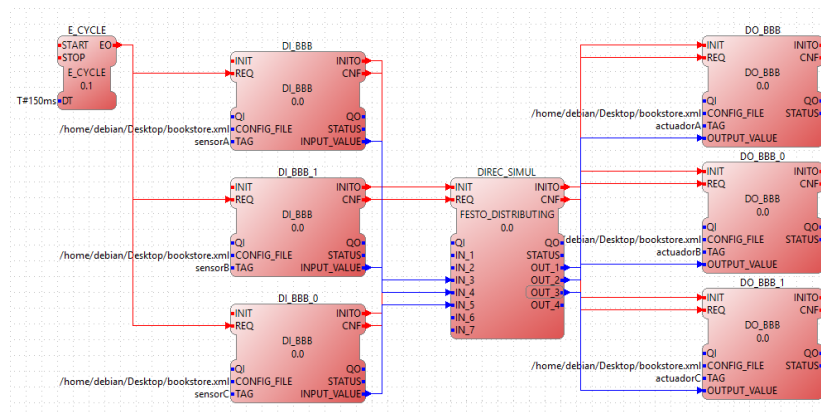 E_CYCLE
START EO
STOP
E_CYCLE
0.1
T#150ms DT
DI_BBB
INIT INITO
REQ CNF
DI_BBB
0.0
QI QO
/home/debian/Desktop/bookstore.xml CONFIG_FILE STATUS
sensorA TAG INPUT_VALUE
DI_BBB_1
INIT INITO
REQ CNF
DI_BBB
0.0
QI QO
/home/debian/Desktop/bookstore.xml CONFIG_FILE STATUS
sensorB TAG INPUT_VALUE
DI_BBB_0
INIT INITO
REQ CNF
DI_BBB
0.0
QI QO
/home/debian/Desktop/bookstore.xml CONFIG_FILE STATUS
sensorC TAG INPUT_VALUE
DIREC_SIMUL
INIT INITO
REQ CNF
FESTO_DISTRIBUTING
0.0
QI QO
IN_1 STATUS
IN_2 OUT_1
IN_3 OUT_2
IN_4 OUT_3
IN_5 OUT_4
IN_6
IN_7
DO_BBB
INIT INITO
REQ CNF
DO_BBB
0.0
QI QO
/home/debian/Desktop/bookstore.xml CONFIG_FILE STATUS
actuadorA TAG
OUTPUT_VALUE
DO_BBB_0
INIT INITO
REQ CNF
DO_BBB
0.0
QI QO
debian/Desktop/bookstore.xml CONFIG_FILE STATUS
actuadorB TAG
OUTPUT_VALUE
DO_BBB_1
INIT INITO
REQ CNF
DO_BBB
0.0
QI QO
/home/debian/Desktop/bookstore.xml CONFIG_FILE STATUS
actuadorC TAG
OUTPUT_VALUE